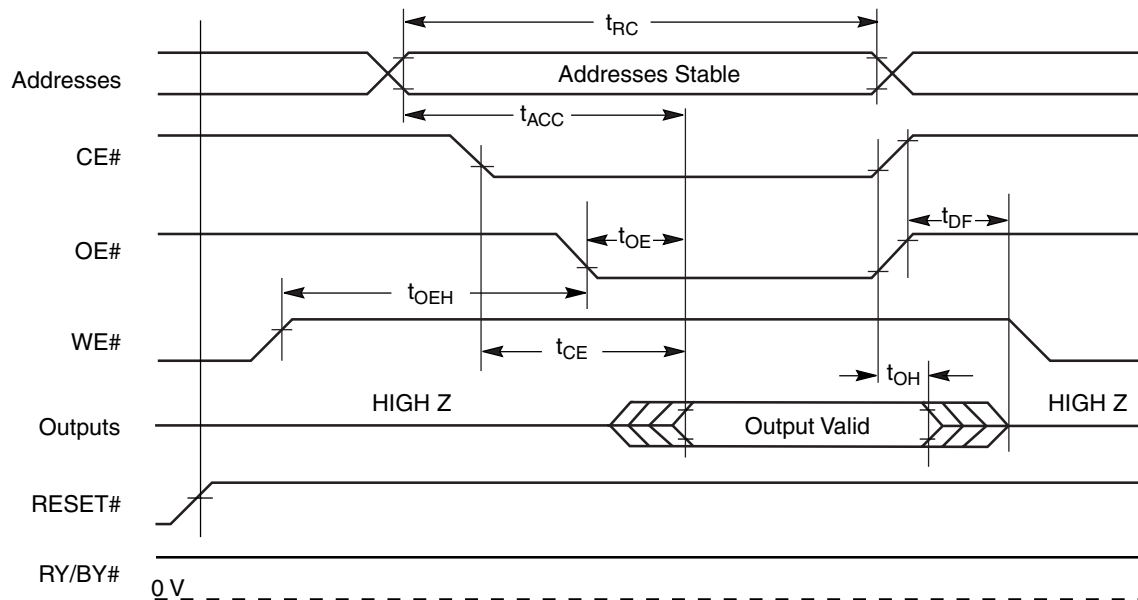 tRC
Addresses
Addresses Stable
tACC
CE#
tDF
OE#
tOE
tOEH
WE#
tCE
tOH
HIGH Z
HIGH Z
Outputs
Output Valid
RESET#
RY/BY#
0 V